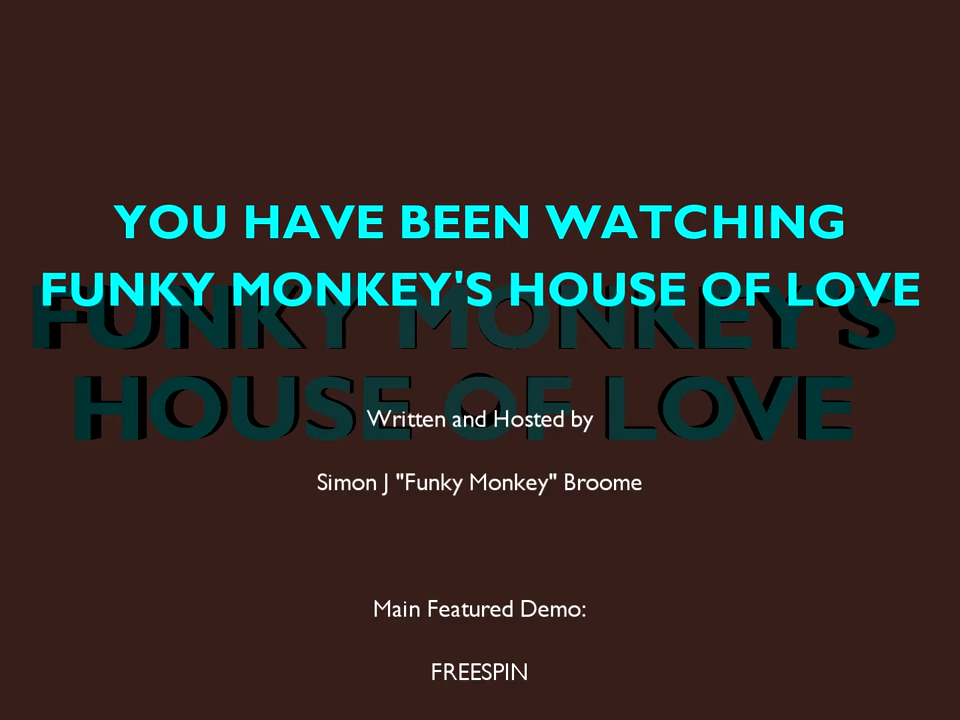 YOU HAVE BEEN WATCHING
FUNKY MONKEY'S HOUSE OF LOVE
FUNKY MONKEY'S
HOUSE OF LOVE
Written and Hosted by
Simon J "Funky Monkey" Broome
Main Featured Demo:
FREESPIN